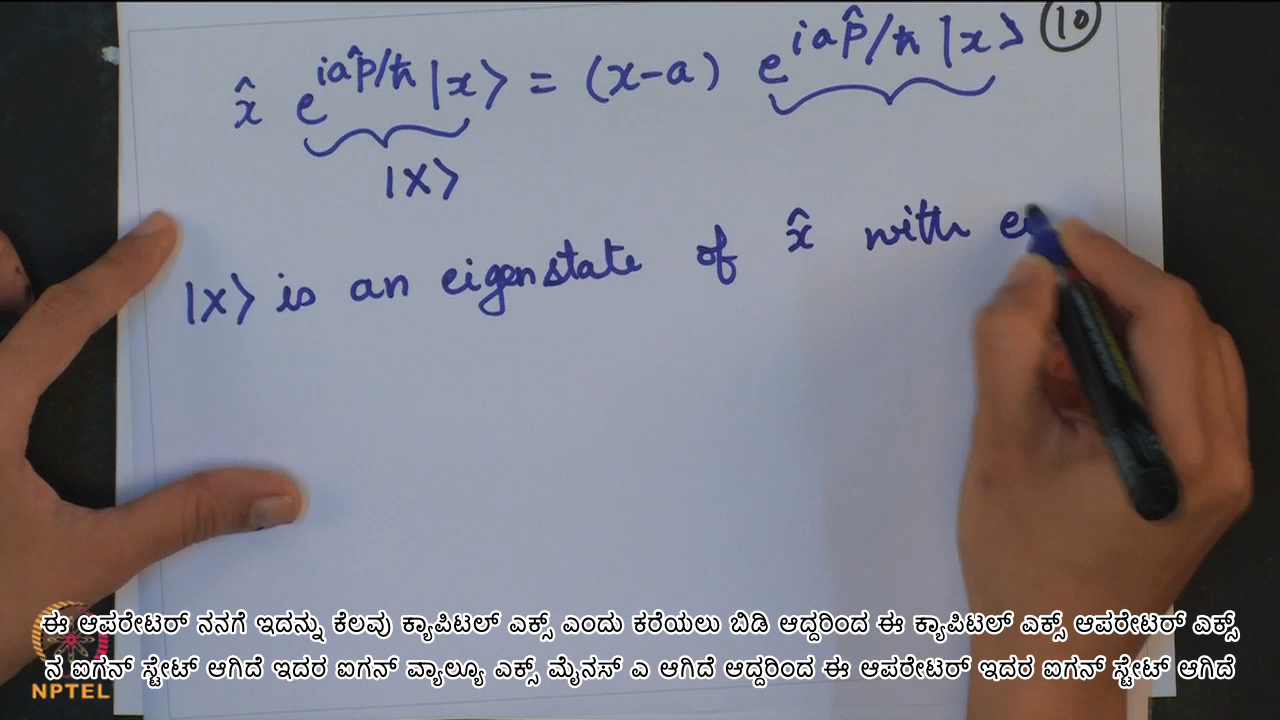 x̂ e^{iap̂/ħ} |x⟩ = (x-a) e^{iap̂/ħ} |x⟩ 10
|X⟩
|X⟩ is an eigenstate of x̂ with
ಈ ಆಪರೇಟರ್ ನನಗೆ ಇದನ್ನು ಕೆಲವು ಕ್ಯಾಪಿಟಲ್ ಎಕ್ಸ್ ಎಂದು ಕರೆಯಲು ಬಿಡಿ ಆದ್ದರಿಂದ ಈ ಕ್ಯಾಪಿಟಲ್ ಎಕ್ಸ್ ಆಪರೇಟರ್ ಎಕ್ಸ್
ನ ಐಗನ್ ಸ್ಟೇಟ್ ಆಗಿದೆ ಇದರ ಐಗನ್ ವ್ಯಾಲ್ಯೂ ಎಕ್ಸ್ ಮೈನಸ್ ಎ ಆಗಿದೆ ಆದ್ದರಿಂದ ಈ ಆಪರೇಟರ್ ಇದರ ಐಗನ್ ಸ್ಟೇಟ್ ಆಗಿದೆ
NPTEL